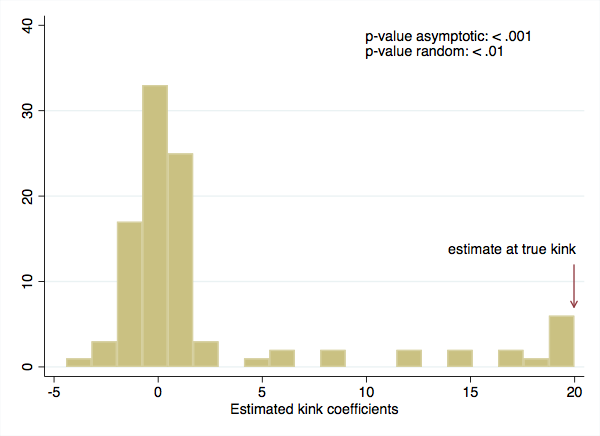 40
30
20
10
0
p-value asymptotic: < .001
p-value random: < .01
estimate at true kink
-5 0 5 10 15 20
Estimated kink coefficients